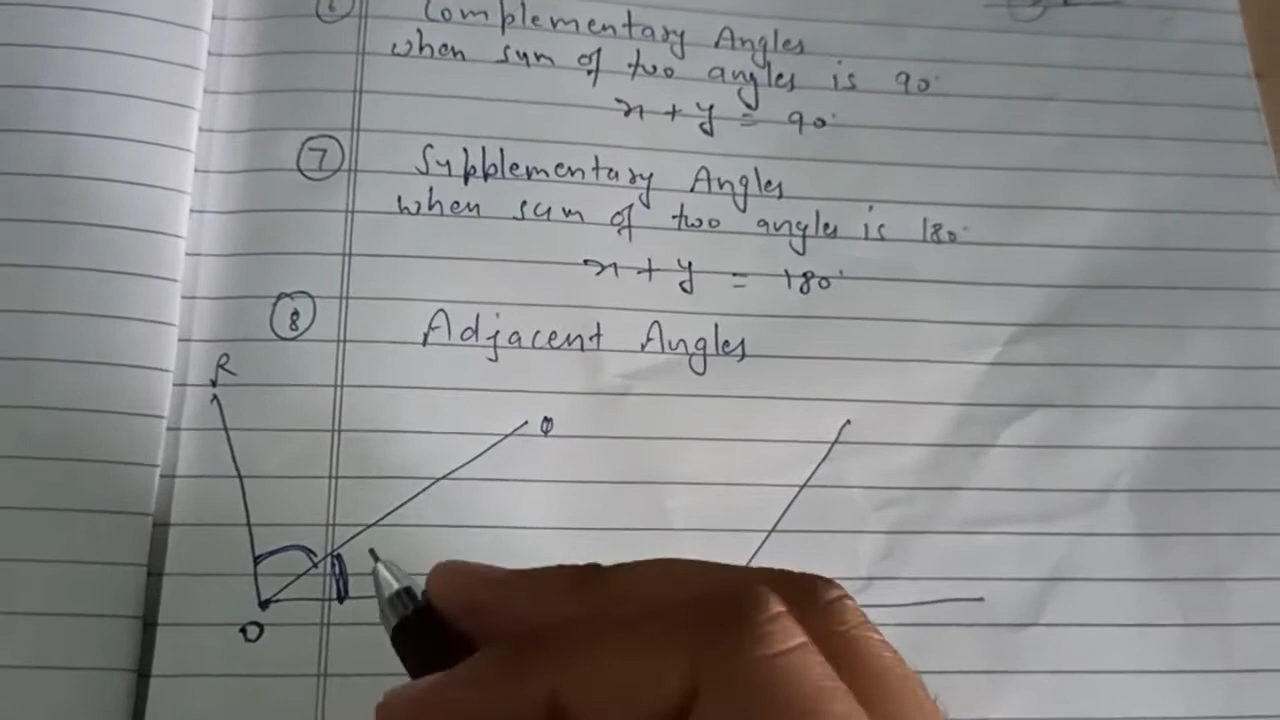 6 Complementary Angles
when sum of two angles is 90°
x + y = 90°
7 Supplementary Angles
when sum of two angles is 180°
x + y = 180°
8 Adjacent Angles
R
Q
O